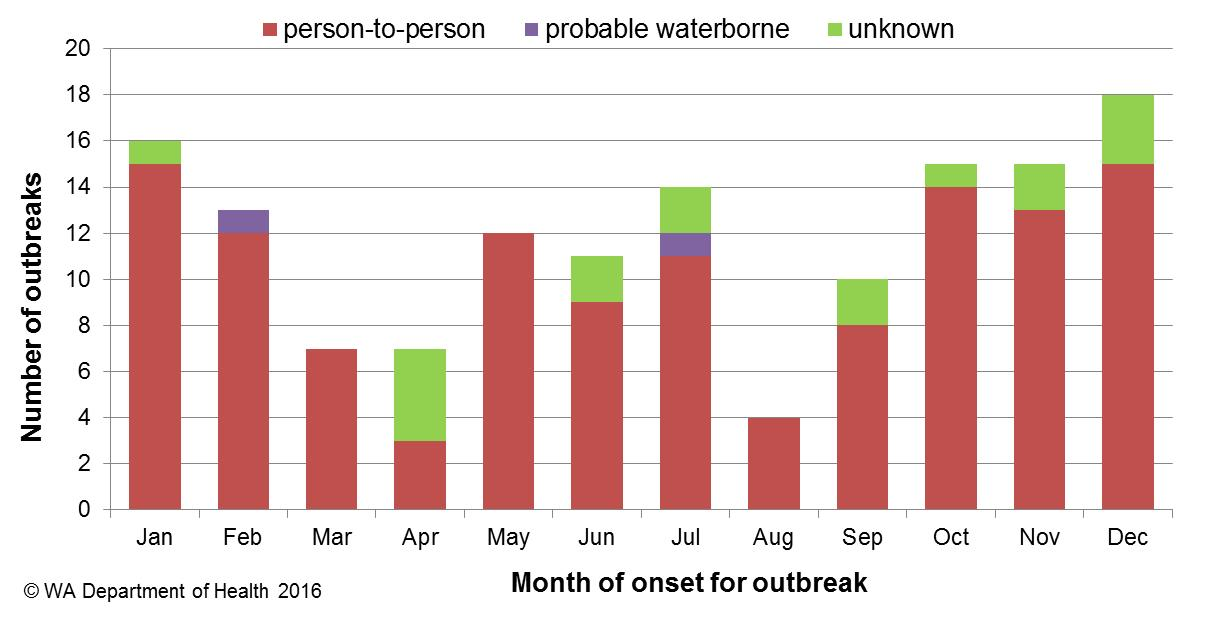 person-to-person probable waterborne unknown
20
18
16
14
12
10
8
6
4
2
0
Number of outbreaks
Jan Feb Mar Apr May Jun Jul Aug Sep Oct Nov Dec
Month of onset for outbreak
© WA Department of Health 2016